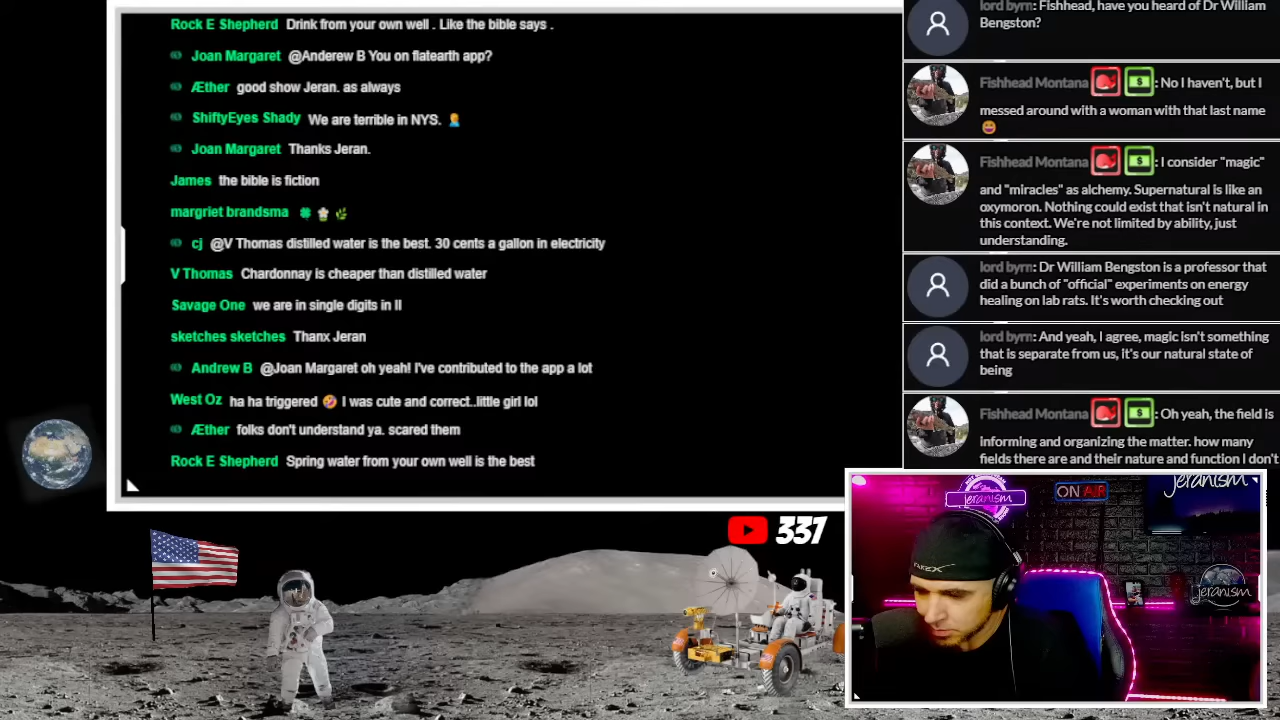 Rock E Shepherd Drink from your own well . Like the bible says .
Joan Margaret @Anderew B You on flatearth app?
Æther good show Jeran. as always
ShiftyEyes Shady We are terrible in NYS. 🤦
Joan Margaret Thanks Jeran.
James the bible is fiction
margriet brandsma 🍀 🌿
cj @V Thomas distilled water is the best. 30 cents a gallon in electricity
V Thomas Chardonnay is cheaper than distilled water
Savage One we are in single digits in Il
sketches sketches Thanx Jeran
Andrew B @Joan Margaret oh yeah! I've contributed to the app a lot
West Oz ha ha triggered 🤣 I was cute and correct..little girl lol
Æther folks don't understand ya. scared them
Rock E Shepherd Spring water from your own well is the best
lord byrn: Fishhead, have you heard of Dr William
Bengston?
Fishhead Montana : No I haven't, but I
messed around with a woman with that last name
😄
Fishhead Montana : I consider "magic"
and "miracles" as alchemy. Supernatural is like an
oxymoron. Nothing could exist that isn't natural in
this context. We're not limited by ability, just
understanding.
lord byrn: Dr William Bengston is a professor that
did a bunch of "official" experiments on energy
healing on lab rats. It's worth checking out
lord byrn: And yeah, I agree, magic isn't something
that is separate from us, it's our natural state of
being
Fishhead Montana : Oh yeah, the field is
informing and organizing the matter. how many
fields there are and their nature and function I don't
337
jeranism
ON AIR
jeranism
jeranism